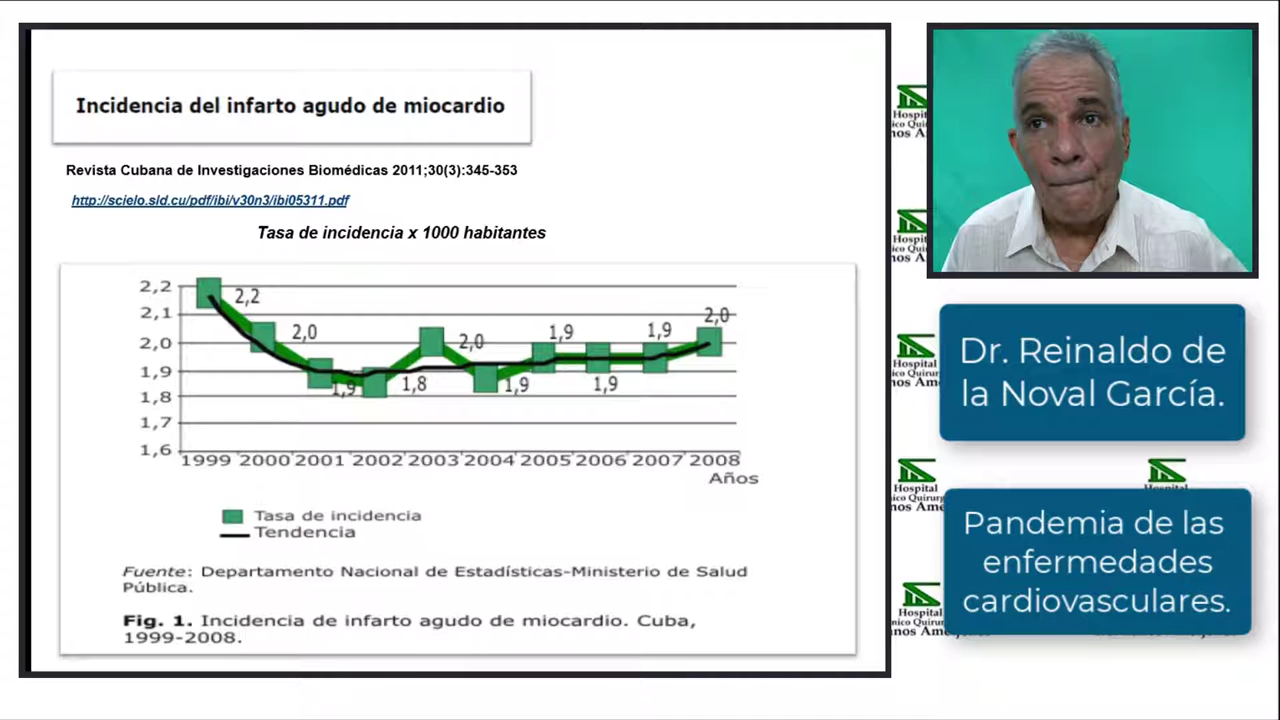 Incidencia del infarto agudo de miocardio
Revista Cubana de Investigaciones Biomédicas 2011;30(3):345-353
http://scielo.sld.cu/pdf/ibi/v30n3/ibi05311.pdf
Tasa de incidencia x 1000 habitantes
2,2
2,1
2,0
1,9
1,8
1,7
1,6
2,2
2,0
1,9
1,8
2,0
1,9
1,9
1,9
1,9
2,0
1999 2000 2001 2002 2003 2004 2005 2006 2007 2008
Años
Tasa de incidencia
Tendencia
Fuente: Departamento Nacional de Estadísticas-Ministerio de Salud
Pública.
Fig. 1. Incidencia de infarto agudo de miocardio. Cuba,
1999-2008.
Dr. Reinaldo de
la Noval García.
Pandemia de las
enfermedades
cardiovasculares.
Hospital
Hospital
Hospital
Hospital
Hospital